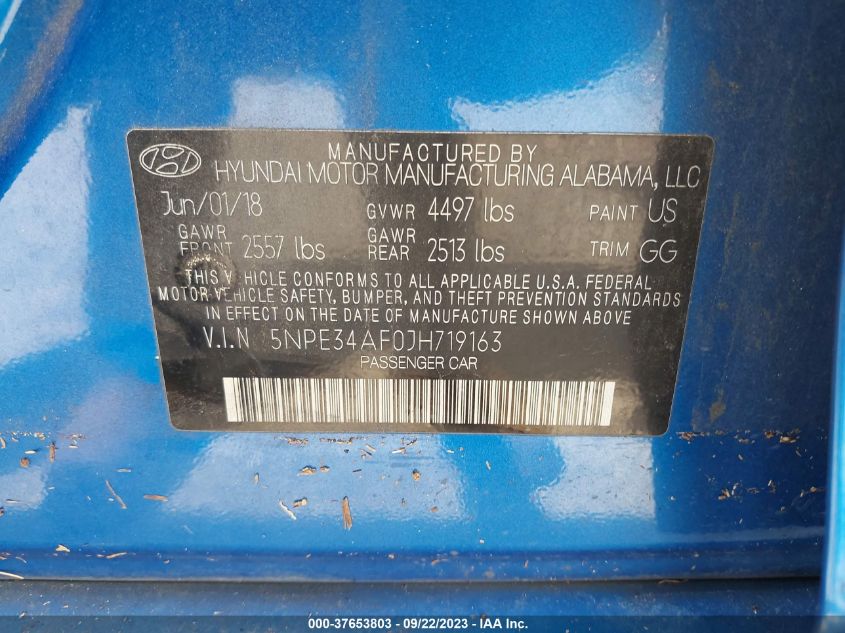 MANUFACTURED BY
HYUNDAI MOTOR MANUFACTURING ALABAMA, LLC
Jun/01/18 GVWR 4497 lbs PAINT US
GAWR FRONT 2557 lbs GAWR REAR 2513 lbs TRIM GG
THIS VEHICLE CONFORMS TO ALL APPLICABLE U.S.A. FEDERAL
MOTOR VEHICLE SAFETY, BUMPER, AND THEFT PREVENTION STANDARDS
IN EFFECT ON THE DATE OF MANUFACTURE SHOWN ABOVE
V.I.N 5NPE34AF0JH719163
PASSENGER CAR
000-37653803 / 09/22/2023 - IAA Inc.